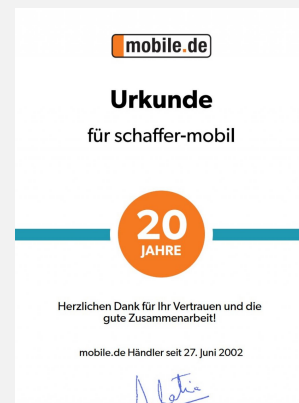 mobile.de
Urkunde
für schaffer-mobil
20
JAHRE
Herzlichen Dank für Ihr Vertrauen und die
gute Zusammenarbeit!
mobile.de Händler seit 27. Juni 2002